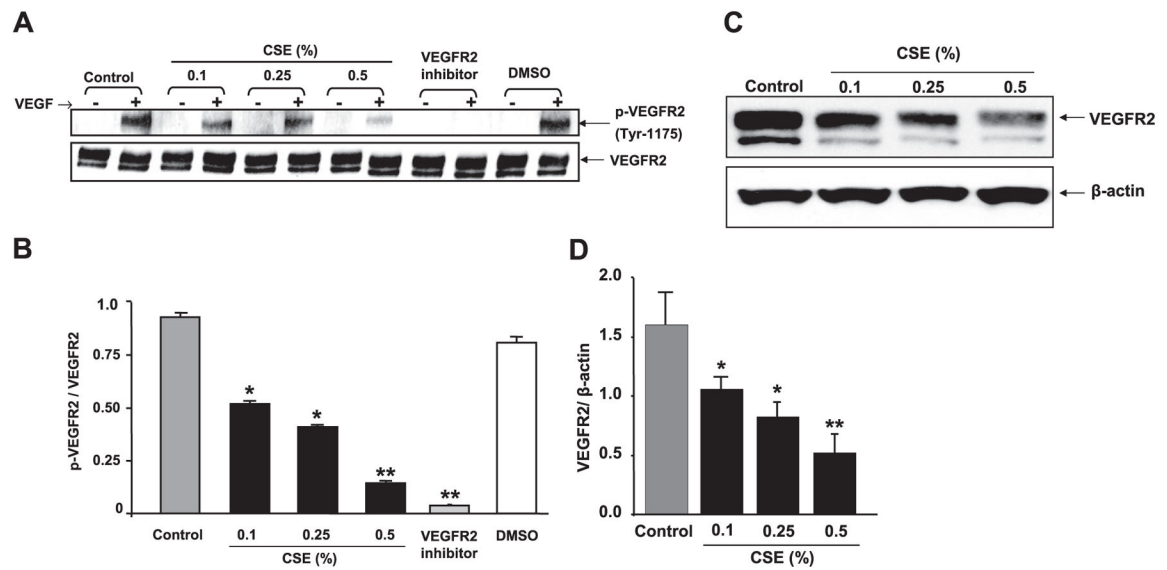 A
CSE (%)
Control 0.1 0.25 0.5 VEGFR2 inhibitor DMSO
VEGF → - + - + - + - + - + - +
p-VEGFR2
(Tyr-1175)
VEGFR2
B
p-VEGFR2 / VEGFR2
1.0
0.75
0.50
0.25
0
* * ** **
Control 0.1 0.25 0.5 VEGFR2 inhibitor DMSO
CSE (%)
C
CSE (%)
Control 0.1 0.25 0.5
VEGFR2
β-actin
D
VEGFR2/ β-actin
2.0
1.5
1.0
0.5
0.0
* * **
Control 0.1 0.25 0.5
CSE (%)